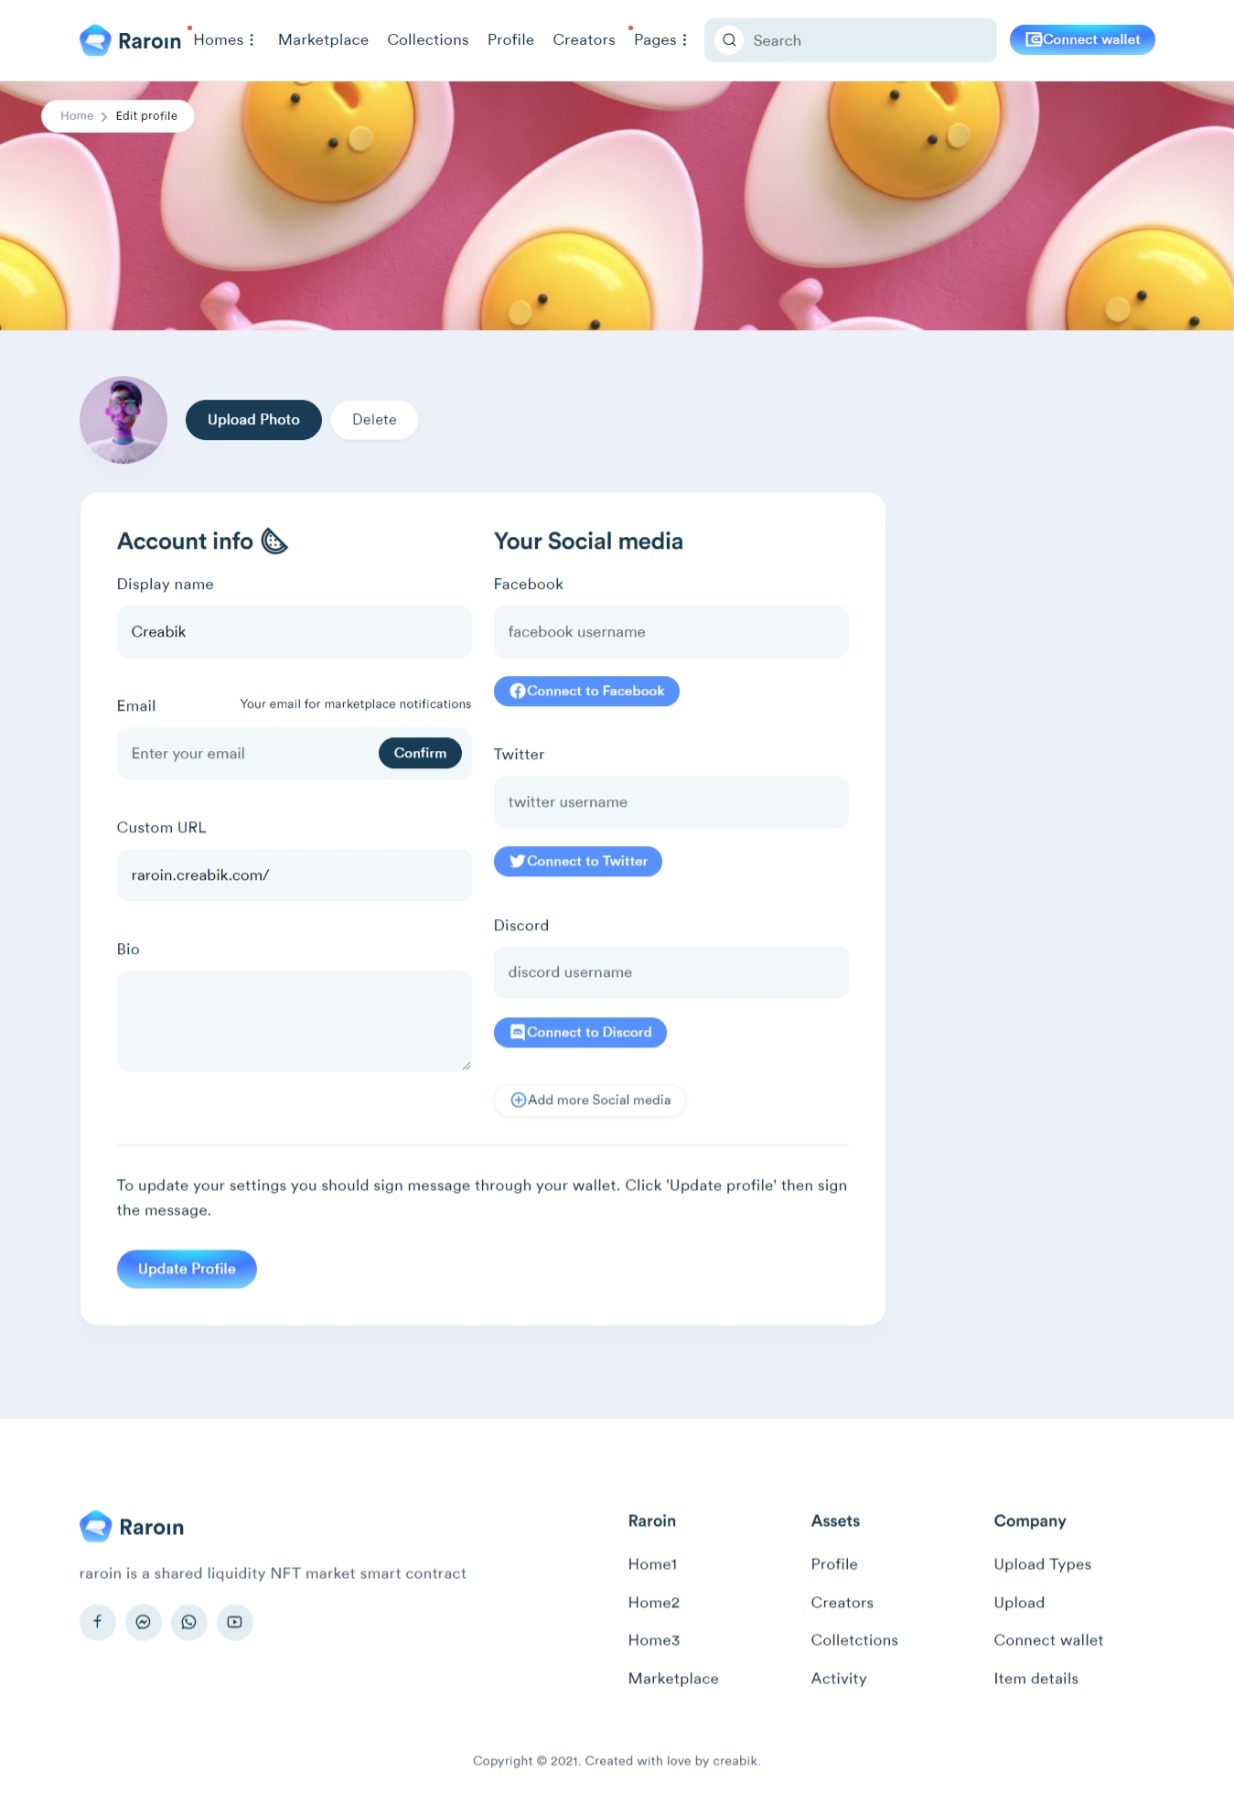 Raroın
Homes
Marketplace
Collections
Profile
Creators
Pages
Search
Connect wallet
Home
Edit profile
Upload Photo
Delete
Account info
Display name
Creabik
Email
Your email for marketplace notifications
Enter your email
Confirm
Custom URL
raroin.creabik.com/
Bio
Your Social media
Facebook
facebook username
Connect to Facebook
Twitter
twitter username
Connect to Twitter
Discord
discord username
Connect to Discord
Add more Social media
To update your settings you should sign message through your wallet. Click 'Update profile' then sign
the message.
Update Profile
Raroın
raroin is a shared liquidity NFT market smart contract
Raroin
Home1
Home2
Home3
Marketplace
Assets
Profile
Creators
Colletctions
Activity
Company
Upload Types
Upload
Connect wallet
Item details
Copyright © 2021. Created with love by creabik.